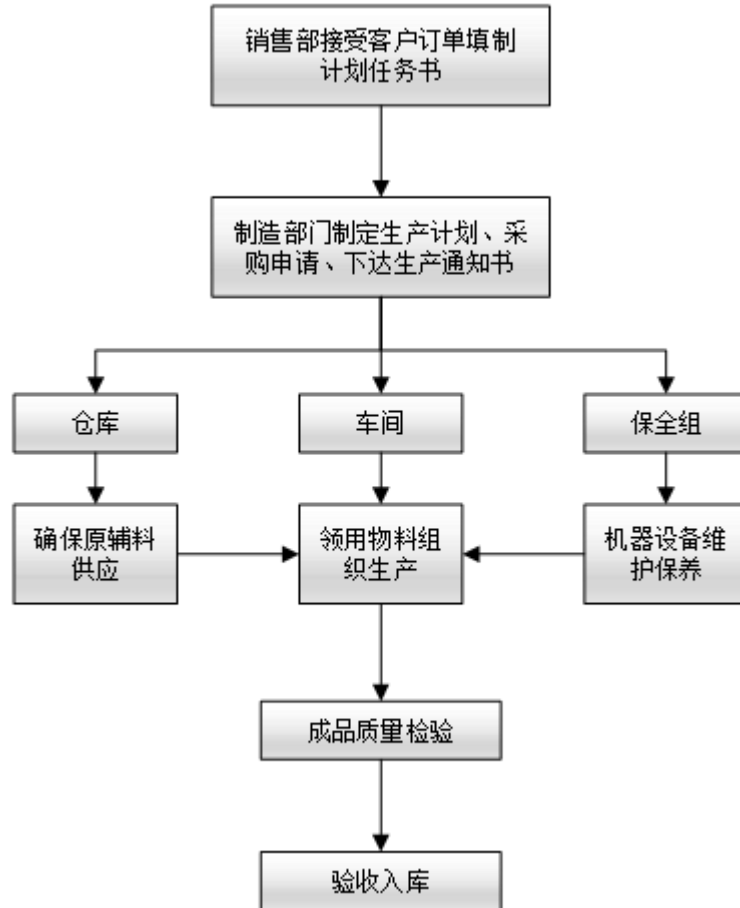 销售部接受客户订单填制
计划任务书
制造部门制定生产计划、采
购申请、下达生产通知书
仓库
车间
保全组
确保原辅料
供应
领用物料组
织生产
机器设备维
护保养
成品质量检验
验收入库